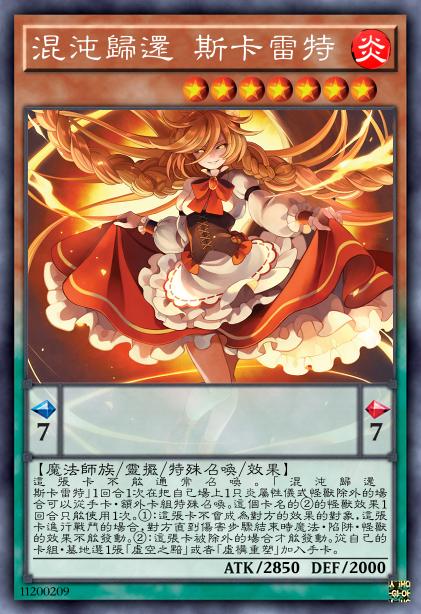 混沌歸還 斯卡雷特 炎
7 7
【魔法師族/靈擺/特殊召喚/效果】
這張卡不能通常召喚。「混沌歸還
斯卡雷特」1回合1次在把自己場上1只炎屬性儀式怪獸除外的場合
可以從手卡·額外卡組特殊召喚。這個卡名的②的怪獸效果1
回合只能使用1次。①:這張卡不會成為對方的效果的對象,這張
卡進行戰鬥的場合,對方直到傷害步驟結束時魔法·陷阱·怪獸
的效果不能發動。②:這張卡被除外的場合才能發動。從自己的
卡組·墓地選1張「虛空之黯」或者「虛構重塑」加入手卡。
ATK/2850 DEF/2000
11200209